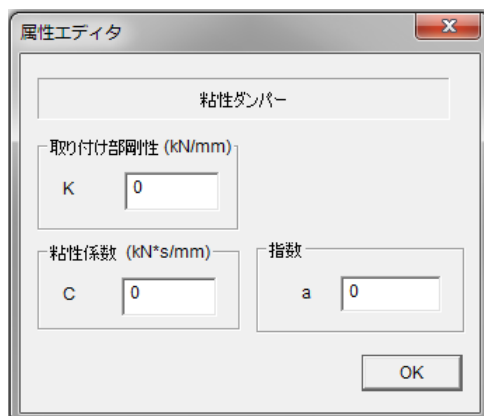 属性エディタ
粘性ダンパー
取り付け部剛性 (kN/mm)
K 0
粘性係数 (kN*s/mm)
C 0
指数
a 0
OK